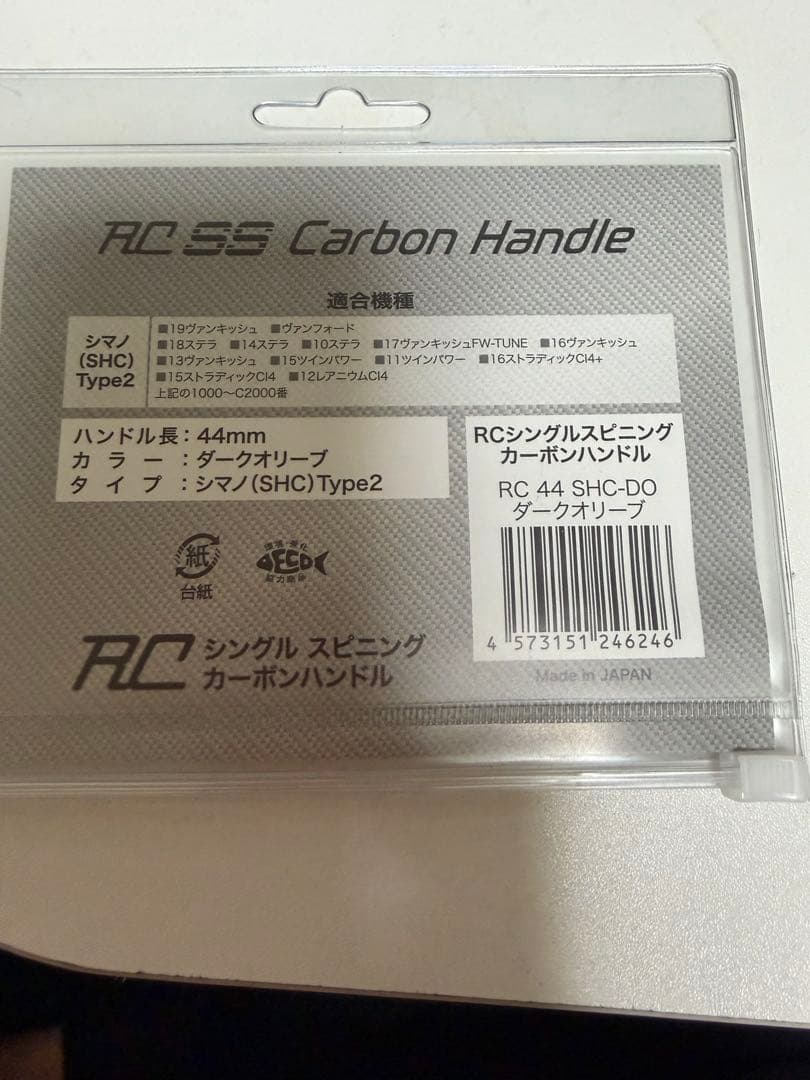 RC SS Carbon Handle
適合機種
シマノ
(SHC)
Type2
■19ヴァンキッシュ ■ヴァンフォード
■18ステラ ■14ステラ ■10ステラ ■17ヴァンキッシュFW-TUNE ■16ヴァンキッシュ
■13ヴァンキッシュ ■15ツインパワー ■11ツインパワー ■16ストラディックCI4+
■15ストラディックCI4 ■12レアニウムCI4
上記の1000〜C2000番
ハンドル長：44mm
カラー：ダークオリーブ
タイプ：シマノ(SHC)Type2
RCシングルスピニング
カーボンハンドル
RC 44 SHC-DO
ダークオリーブ
4 573151 246246
紙
台紙
ECO
RC シングル スピニング
カーボンハンドル
Made in JAPAN